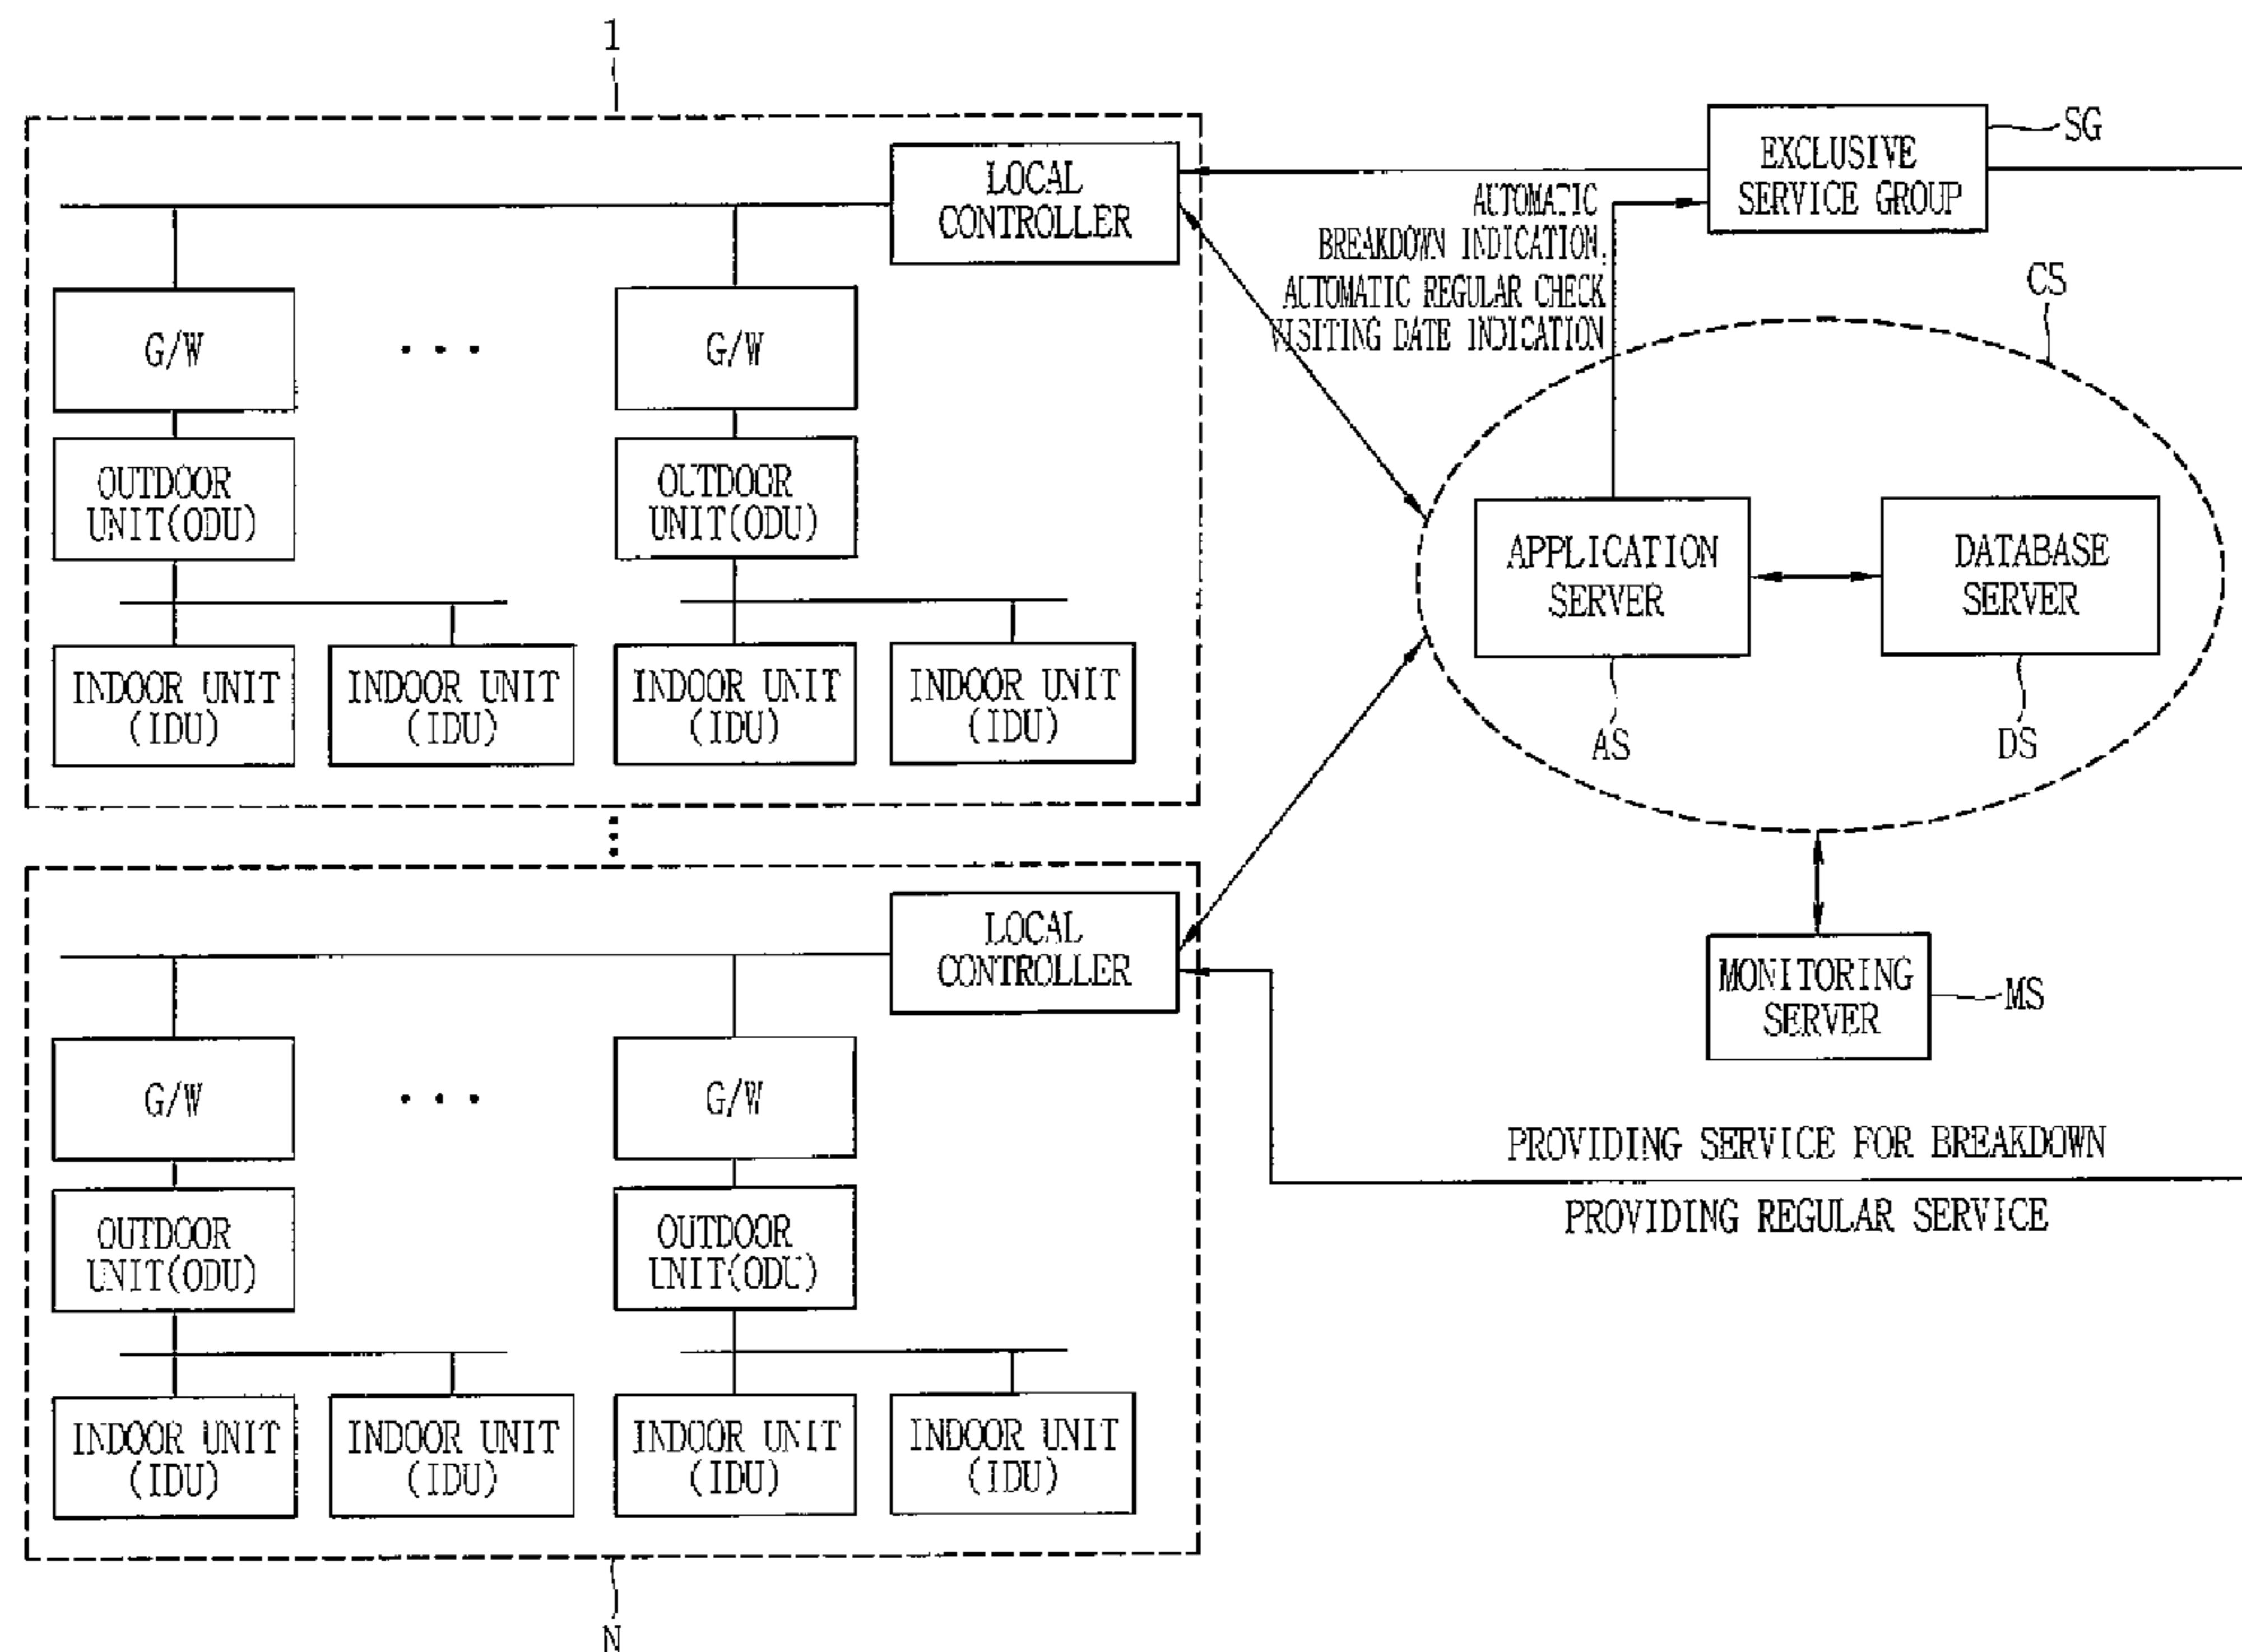 1
LOCAL
CONTROLLER
G/W
. . .
G/W
OUTDOOR
UNIT(ODU)
OUTDOOR
UNIT(ODU)
INDOOR UNIT
(IDU)
INDOOR UNIT
(IDU)
INDOOR UNIT
(IDU)
INDOOR UNIT
(IDU)
EXCLUSIVE
SERVICE GROUP
SG
AUTOMATIC
BREAKDOWN INDICATION,
AUTOMATIC REGULAR CHECK
VISITING DATE INDICATION
CS
APPLICATION
SERVER
DATABASE
SERVER
AS
DS
MONITORING
SERVER
MS
LOCAL
CONTROLLER
G/W
. . .
G/W
OUTDOOR
UNIT(ODU)
OUTDOOR
UNIT(ODU)
INDOOR UNIT
(IDU)
INDOOR UNIT
(IDU)
INDOOR UNIT
(IDU)
INDOOR UNIT
(IDU)
PROVIDING SERVICE FOR BREAKDOWN
PROVIDING REGULAR SERVICE
N